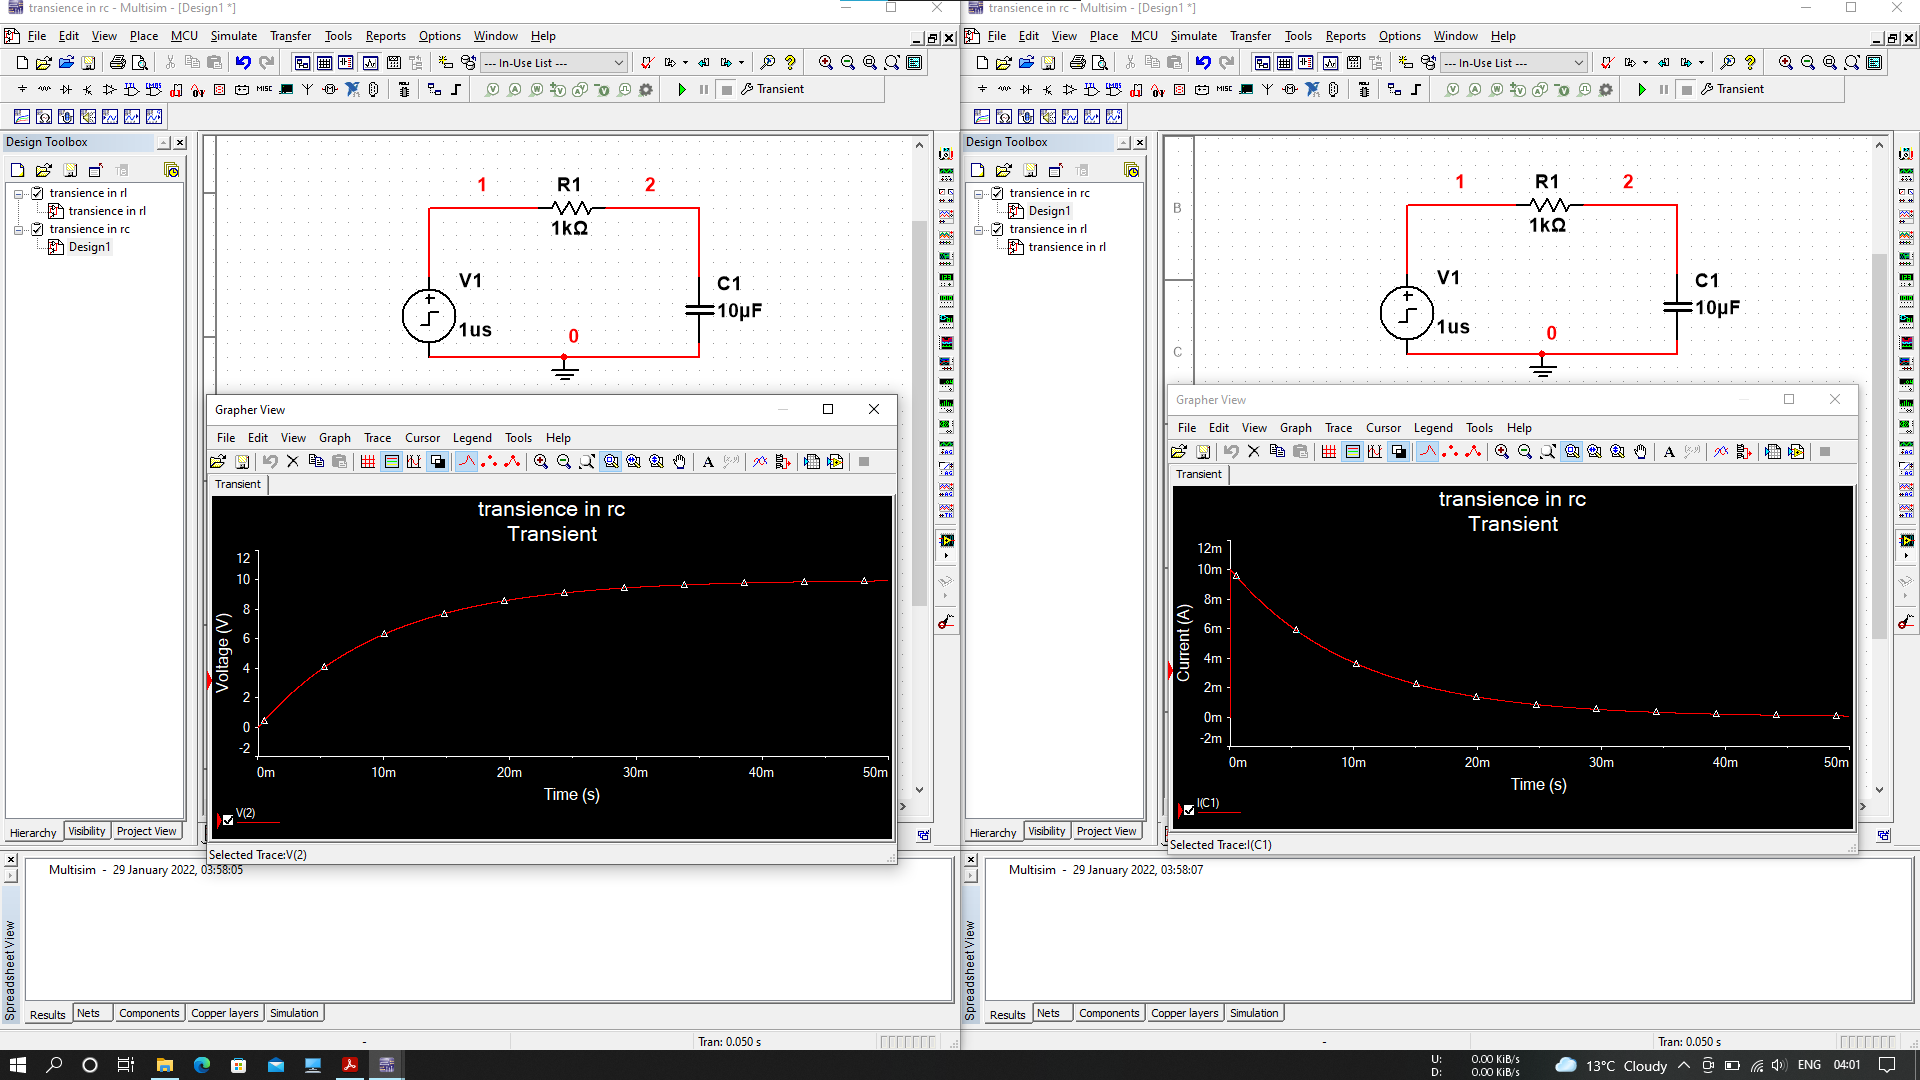 transience in rc - Multisim - [Design1 *]
File Edit View Place MCU Simulate Transfer Tools Reports Options Window Help
--- In-Use List ---
MISC
Transient
Design Toolbox
transience in rl
transience in rl
transience in rc
Design1
Hierarchy Visibility Project View
1 R1 2
1kΩ
V1
1us
C1
10µF
0
Grapher View
File Edit View Graph Trace Cursor Legend Tools Help
Transient
transience in rc
Transient
Voltage (V)
12
10
8
6
4
2
0
-2
0m 10m 20m 30m 40m 50m
Time (s)
V(2)
Selected Trace:V(2)
Spreadsheet View
Multisim - 29 January 2022, 03:58:05
Results Nets Components Copper layers Simulation
- Tran: 0.050 s
transience in rc - Multisim - [Design1 *]
File Edit View Place MCU Simulate Transfer Tools Reports Options Window Help
--- In-Use List ---
MISC
Transient
Design Toolbox
transience in rc
Design1
transience in rl
transience in rl
Hierarchy Visibility Project View
B
C
1 R1 2
1kΩ
V1
1us
C1
10µF
0
Grapher View
File Edit View Graph Trace Cursor Legend Tools Help
Transient
transience in rc
Transient
Current (A)
12m
10m
8m
6m
4m
2m
0m
-2m
0m 10m 20m 30m 40m 50m
Time (s)
I(C1)
Selected Trace:I(C1)
Spreadsheet View
Multisim - 29 January 2022, 03:58:07
Results Nets Components Copper layers Simulation
- Tran: 0.050 s
U: 0.00 KiB/s
D: 0.00 KiB/s
13°C Cloudy
ENG 04:01